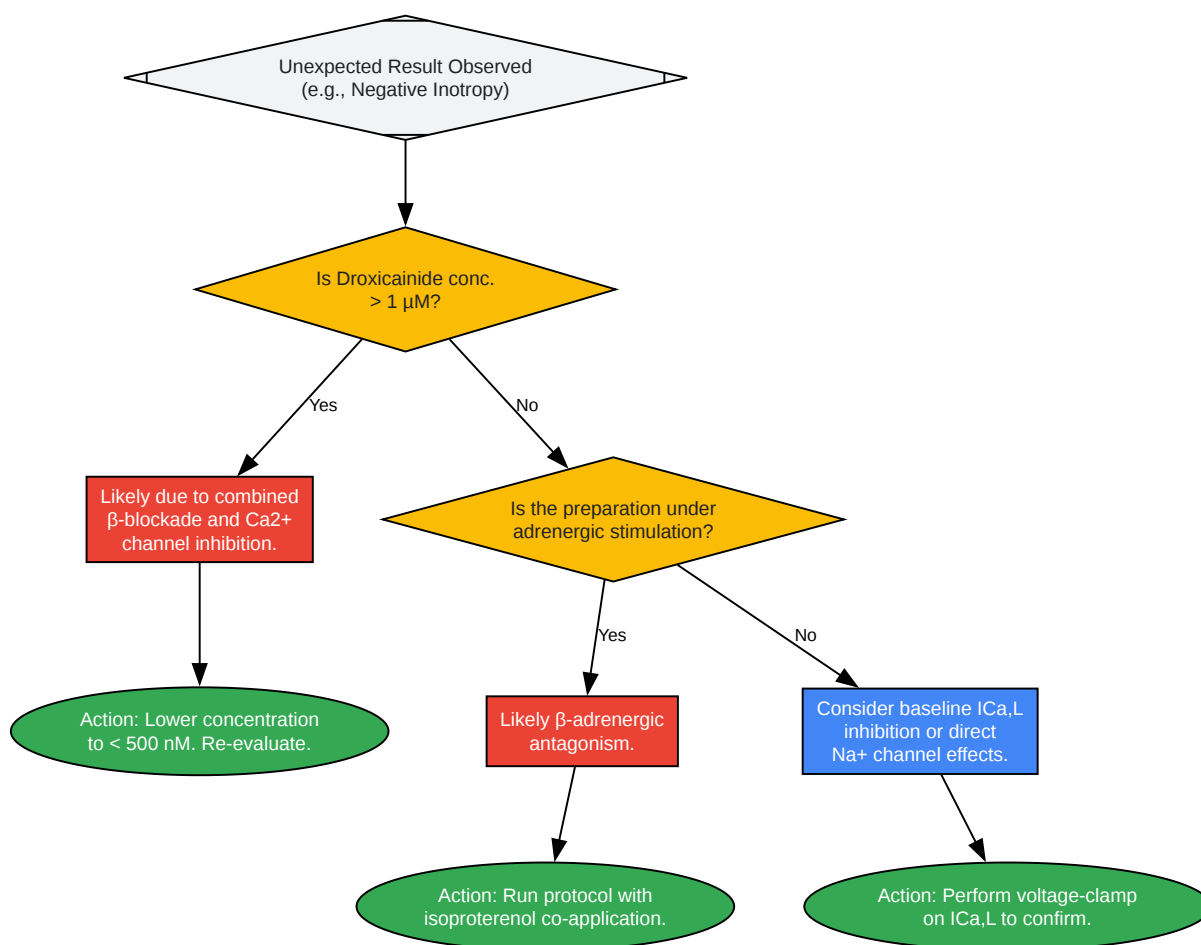 Unexpected Result Observed
(e.g., Negative Inotropy)
Is Droxicainide conc.
> 1 µM?
Yes
No
Likely due to combined
β-blockade and Ca2+
channel inhibition.
Is the preparation under
adrenergic stimulation?
Yes
No
Action: Lower concentration
to < 500 nM. Re-evaluate.
Likely β-adrenergic
antagonism.
Consider baseline ICa,L
inhibition or direct
Na+ channel effects.
Action: Run protocol with
isoproterenol co-application.
Action: Perform voltage-clamp
on ICa,L to confirm.